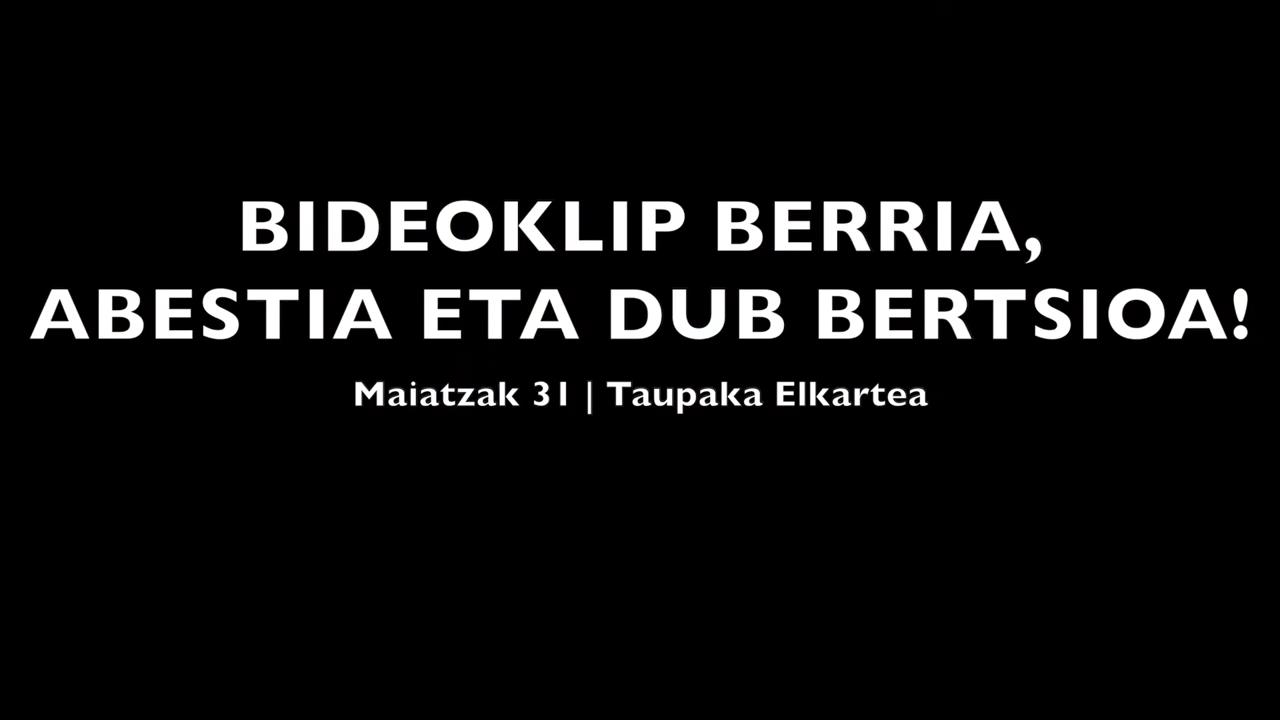 BIDEOKLIP BERRIA,
ABESTIA ETA DUB BERTSIOA!
Maiatzak 31 | Taupaka Elkartea